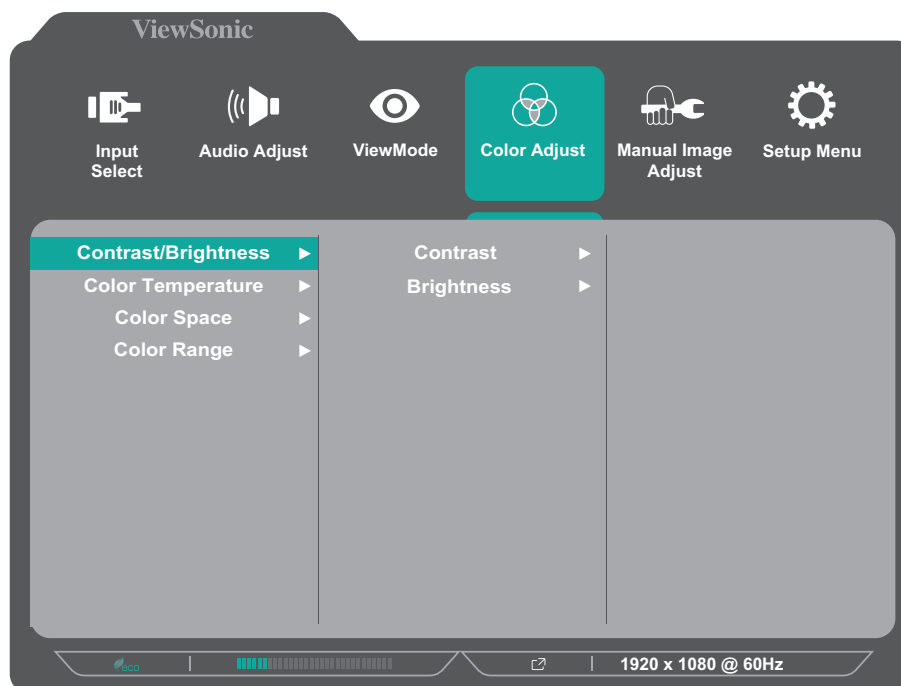 ViewSonic
Input
Select
Audio Adjust
ViewMode
Color Adjust
Manual Image
Adjust
Setup Menu
Contrast/Brightness
Color Temperature
Color Space
Color Range
Contrast
Brightness
eco
1920 x 1080 @ 60Hz